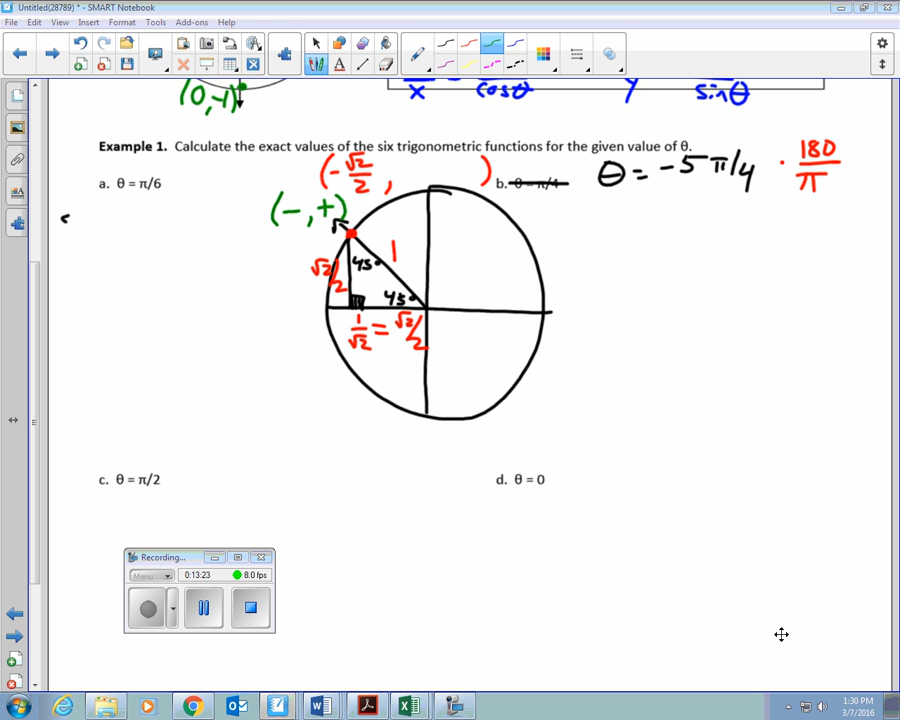 Untitled(28789) * - SMART Notebook
File Edit View Insert Format Tools Add-ons Help
(0,-1)
x cosθ y sinθ
Example 1. Calculate the exact values of the six trigonometric functions for the given value of θ.
a. θ = π/6
(-√2/2, )
b. θ = π/4
θ = -5π/4 · 180/π
(-, +)
1
45°
√2/2
45°
1/√2 = √2/2
c. θ = π/2
d. θ = 0
Recording...
Menu 0:13:23 8.0 fps
1:30 PM
3/7/2016